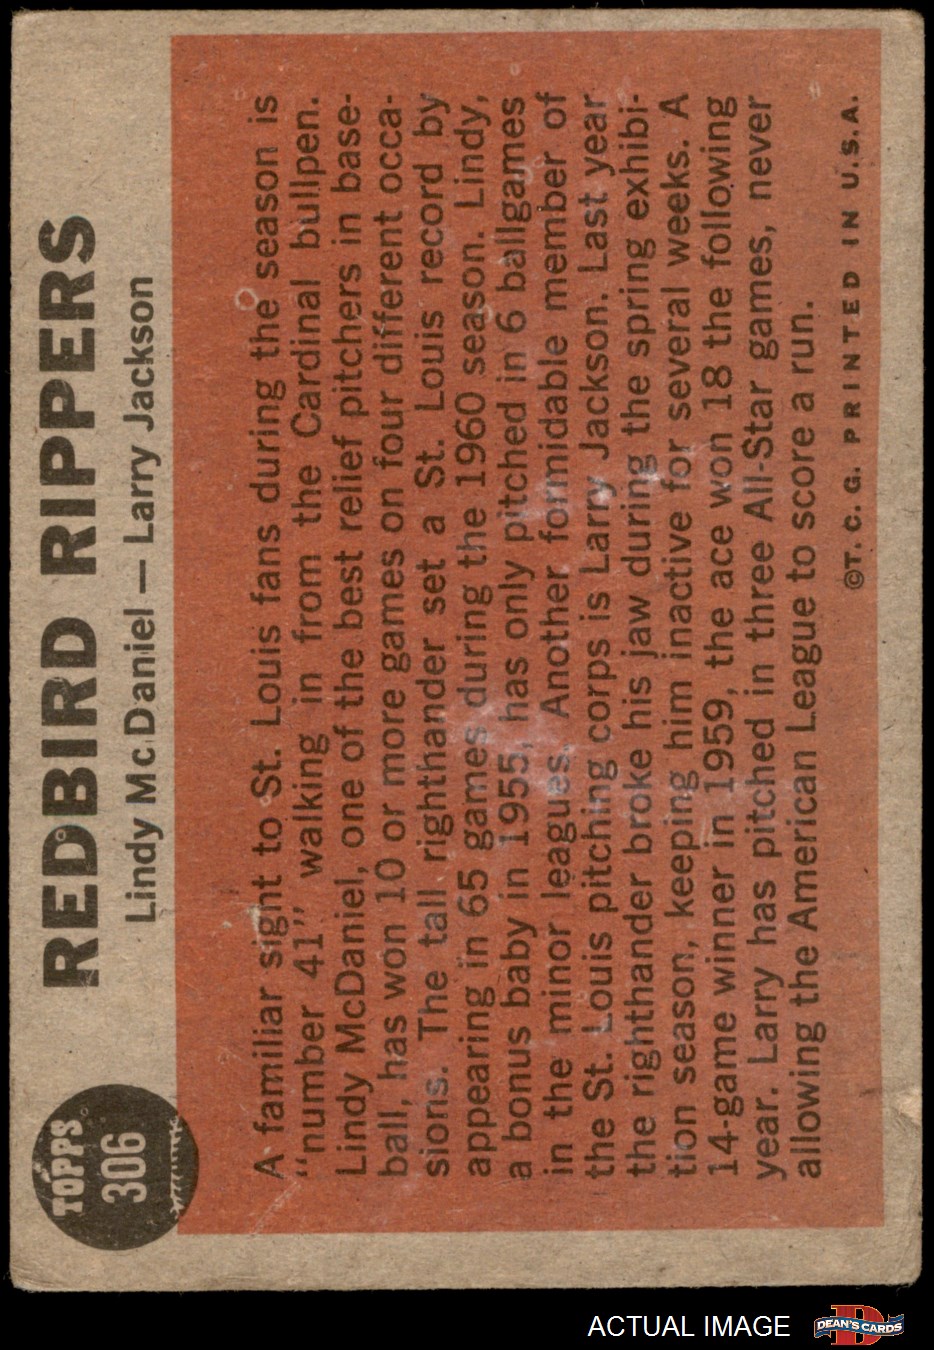 TOPPS
306
REDBIRD RIPPERS
Lindy McDaniel — Larry Jackson
A familiar sight to St. Louis fans during the season is
"number 41" walking in from the Cardinal bullpen.
Lindy McDaniel, one of the best relief pitchers in base-
ball, has won 10 or more games on four different occa-
sions. The tall righthander set a St. Louis record by
appearing in 65 games during the 1960 season. Lindy,
a bonus baby in 1955, has only pitched in 6 ballgames
in the minor leagues. Another formidable member of
the St. Louis pitching corps is Larry Jackson. Last year
the righthander broke his jaw during the spring exhibi-
tion season, keeping him inactive for several weeks. A
14-game winner in 1959, the ace won 18 the following
year. Larry has pitched in three All-Star games, never
allowing the American League to score a run.
©T. C. G. PRINTED IN U.S.A.
ACTUAL IMAGE
D
DEAN'S CARDS